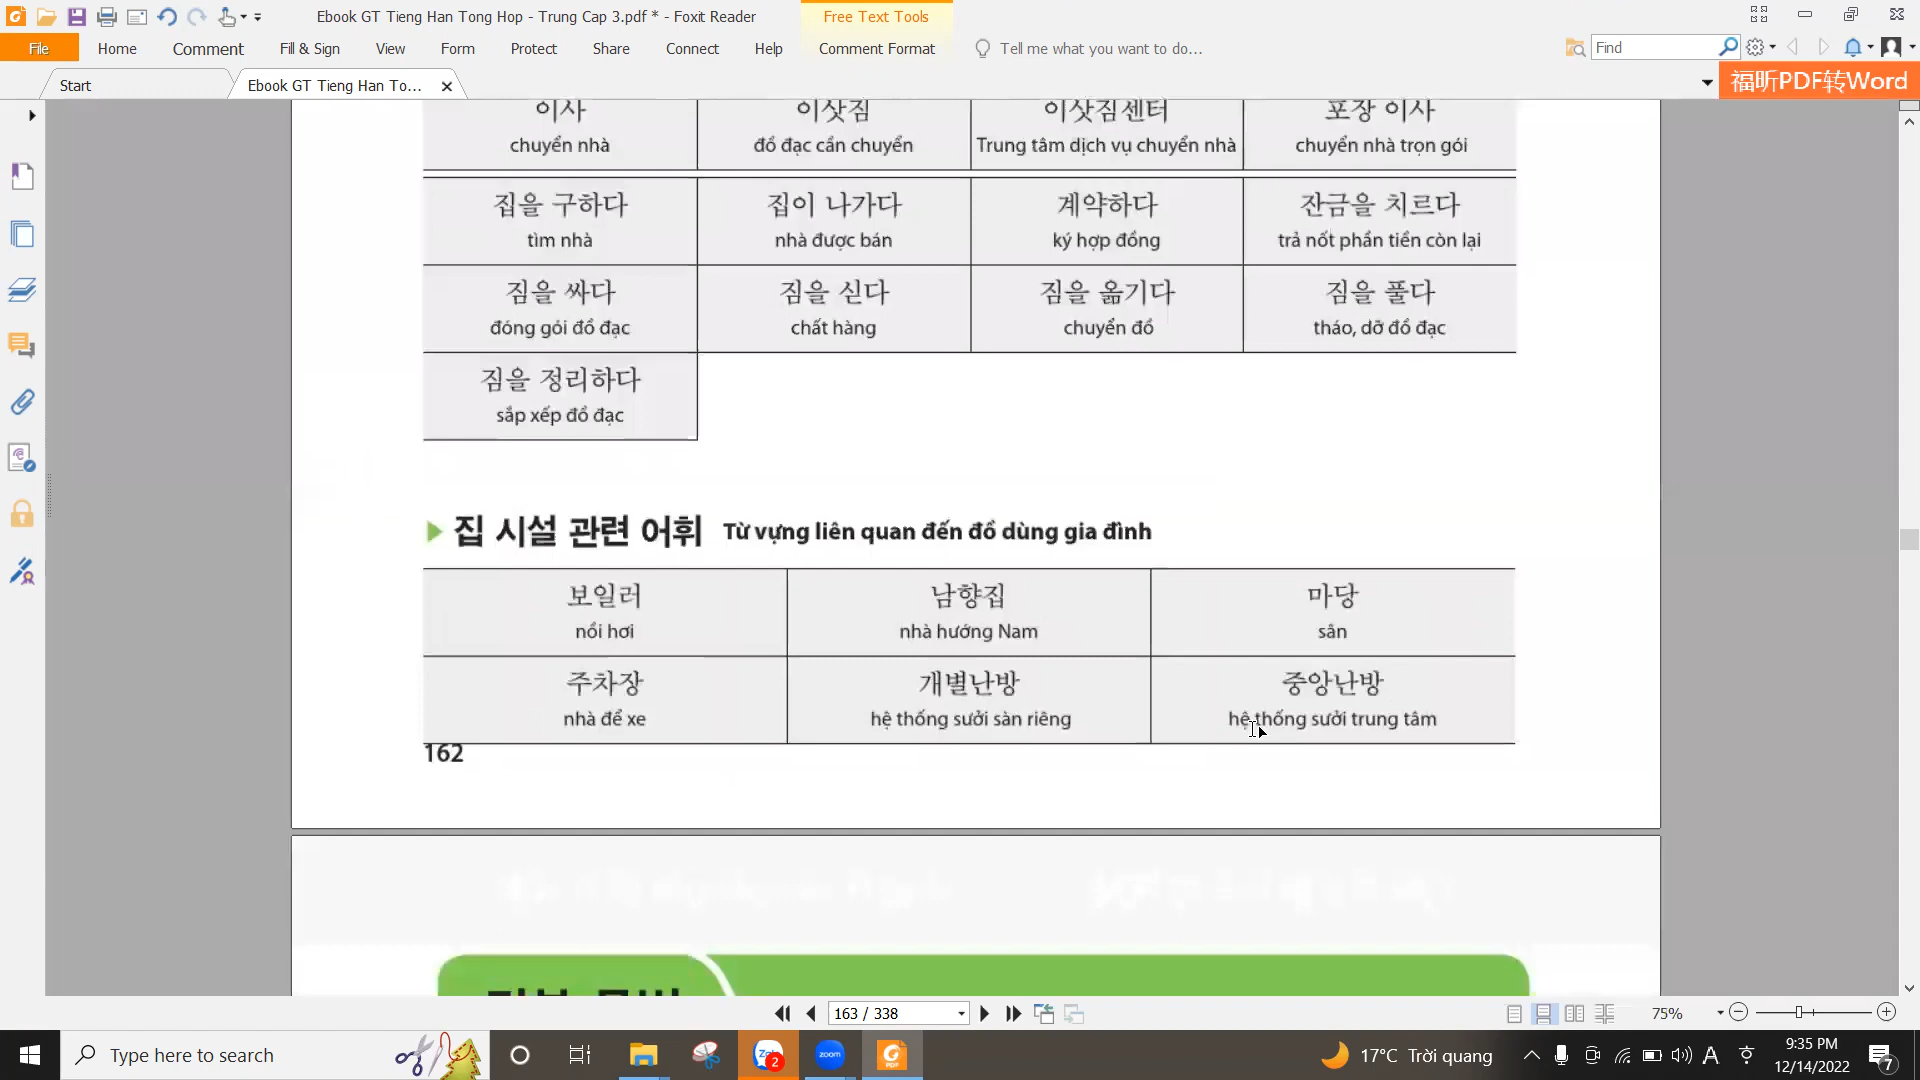 Ebook GT Tieng Han Tong Hop - Trung Cap 3.pdf * - Foxit Reader
Free Text Tools
File Home Comment Fill & Sign View Form Protect Share Connect Help Comment Format Tell me what you want to do... Find
Start Ebook GT Tieng Han To... 福昕PDF转Word
이사 이삿짐 이삿짐센터 포장 이사
chuyển nhà đồ đạc cần chuyển Trung tâm dịch vụ chuyển nhà chuyển nhà trọn gói
집을 구하다 집이 나가다 계약하다 잔금을 치르다
tìm nhà nhà được bán ký hợp đồng trả nốt phần tiền còn lại
짐을 싸다 짐을 싣다 짐을 옮기다 짐을 풀다
đóng gói đồ đạc chất hàng chuyển đồ tháo, dỡ đồ đạc
짐을 정리하다
sắp xếp đồ đạc
집 시설 관련 어휘 Từ vựng liên quan đến đồ dùng gia đình
보일러 남향집 마당
nồi hơi nhà hướng Nam sân
주차장 개별난방 중앙난방
nhà để xe hệ thống sưởi sàn riêng hệ thống sưởi trung tâm
162
163 / 338 75%
Type here to search 2 zoom 17°C Trời quang A 9:35 PM
12/14/2022 7